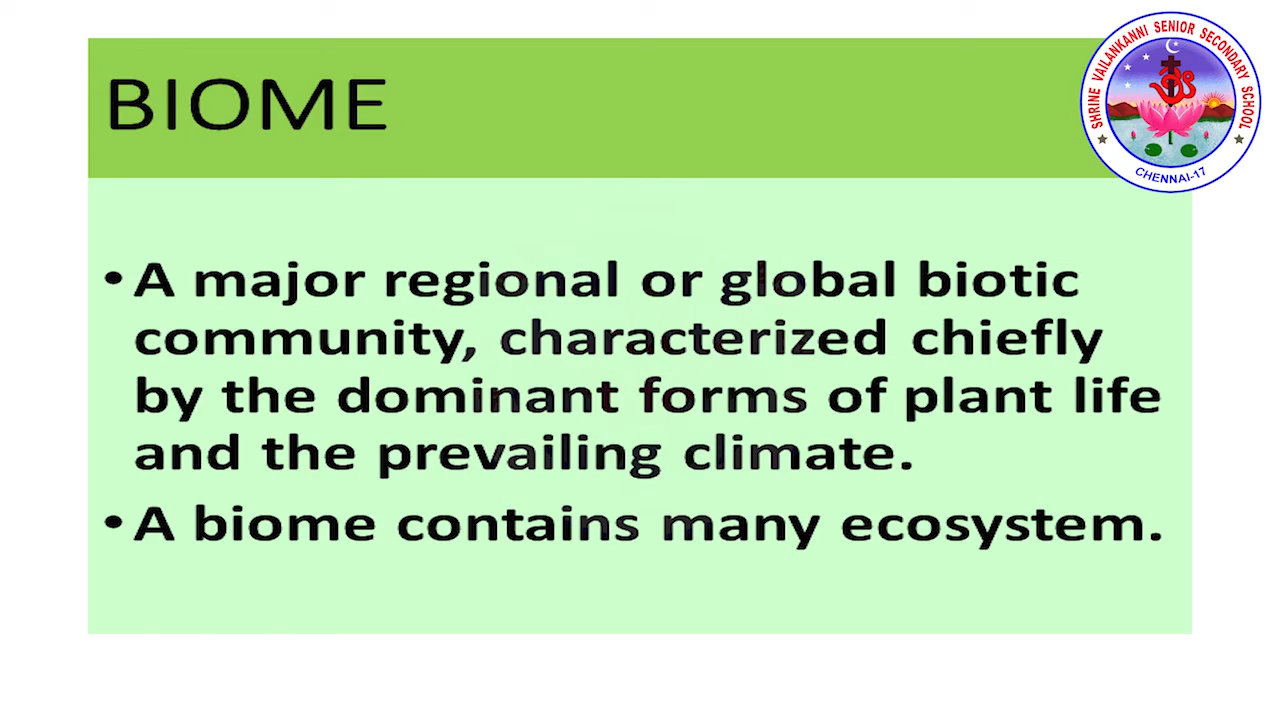 BIOME
SHRINE VAILANKANNI SENIOR SECONDARY SCHOOL
CHENNAI-17
• A major regional or global biotic
community, characterized chiefly
by the dominant forms of plant life
and the prevailing climate.
• A biome contains many ecosystem.